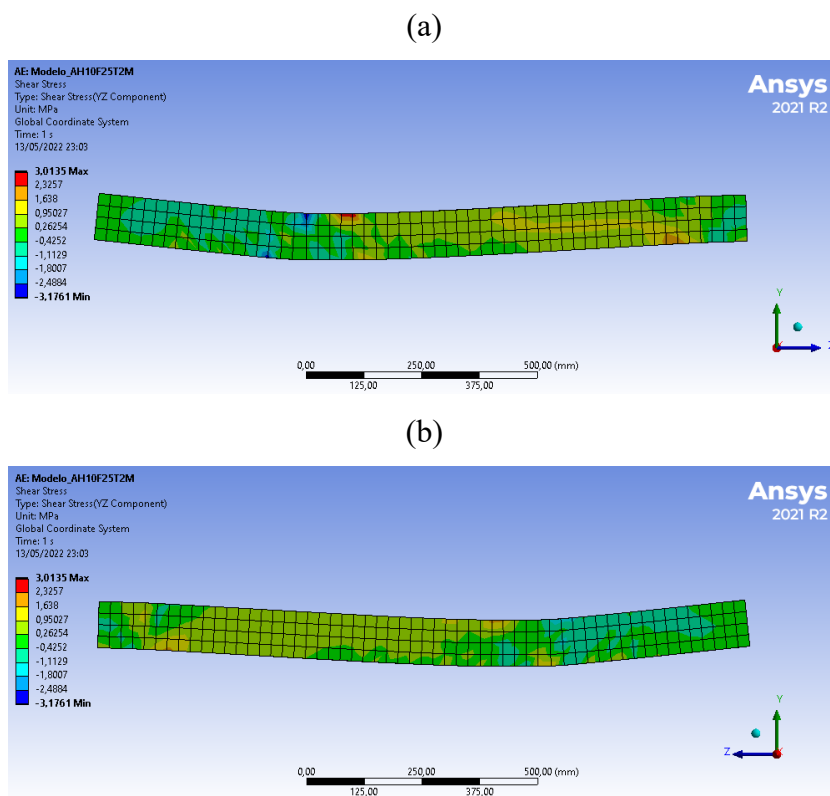 (a)
AE: Modelo_AH10F25T2M
Shear Stress
Type: Shear Stress(YZ Component)
Unit: MPa
Global Coordinate System
Time: 1 s
13/05/2022 23:03
Ansys
2021 R2
3,0135 Max
2,3257
1,638
0,95027
0,26254
-0,4252
-1,1129
-1,8007
-2,4884
-3,1761 Min
Y
Z
0,00 250,00 500,00 (mm)
125,00 375,00
(b)
AE: Modelo_AH10F25T2M
Shear Stress
Type: Shear Stress(YZ Component)
Unit: MPa
Global Coordinate System
Time: 1 s
13/05/2022 23:03
Ansys
2021 R2
3,0135 Max
2,3257
1,638
0,95027
0,26254
-0,4252
-1,1129
-1,8007
-2,4884
-3,1761 Min
Y
Z
0,00 250,00 500,00 (mm)
125,00 375,00